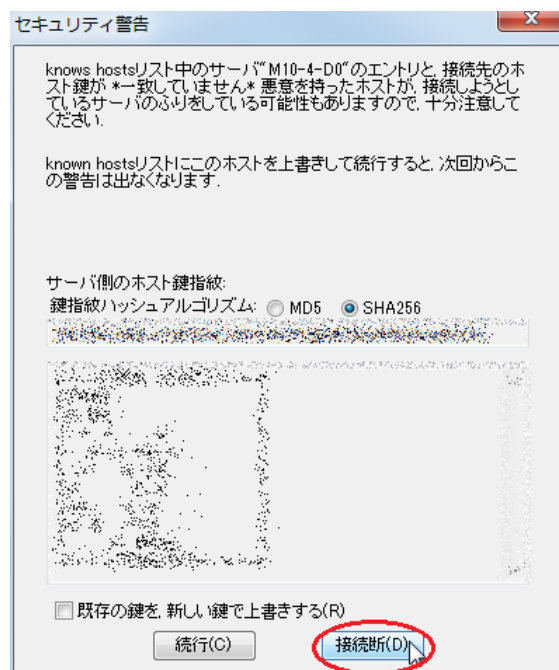 セキュリティ警告
knows hostsリスト中のサーバ"M10-4-D0"のエントリと, 接続先のホ
スト鍵が *一致していません* 悪意を持ったホストが, 接続しようとし
ているサーバのふりをしている可能性もありますので, 十分注意して
ください.
known hostsリストにこのホストを上書きして続行すると, 次回からこ
の警告は出なくなります.
サーバ側のホスト鍵指紋:
鍵指紋ハッシュアルゴリズム: MD5 SHA256
既存の鍵を, 新しい鍵で上書きする(R)
続行(C) 接続断(D)